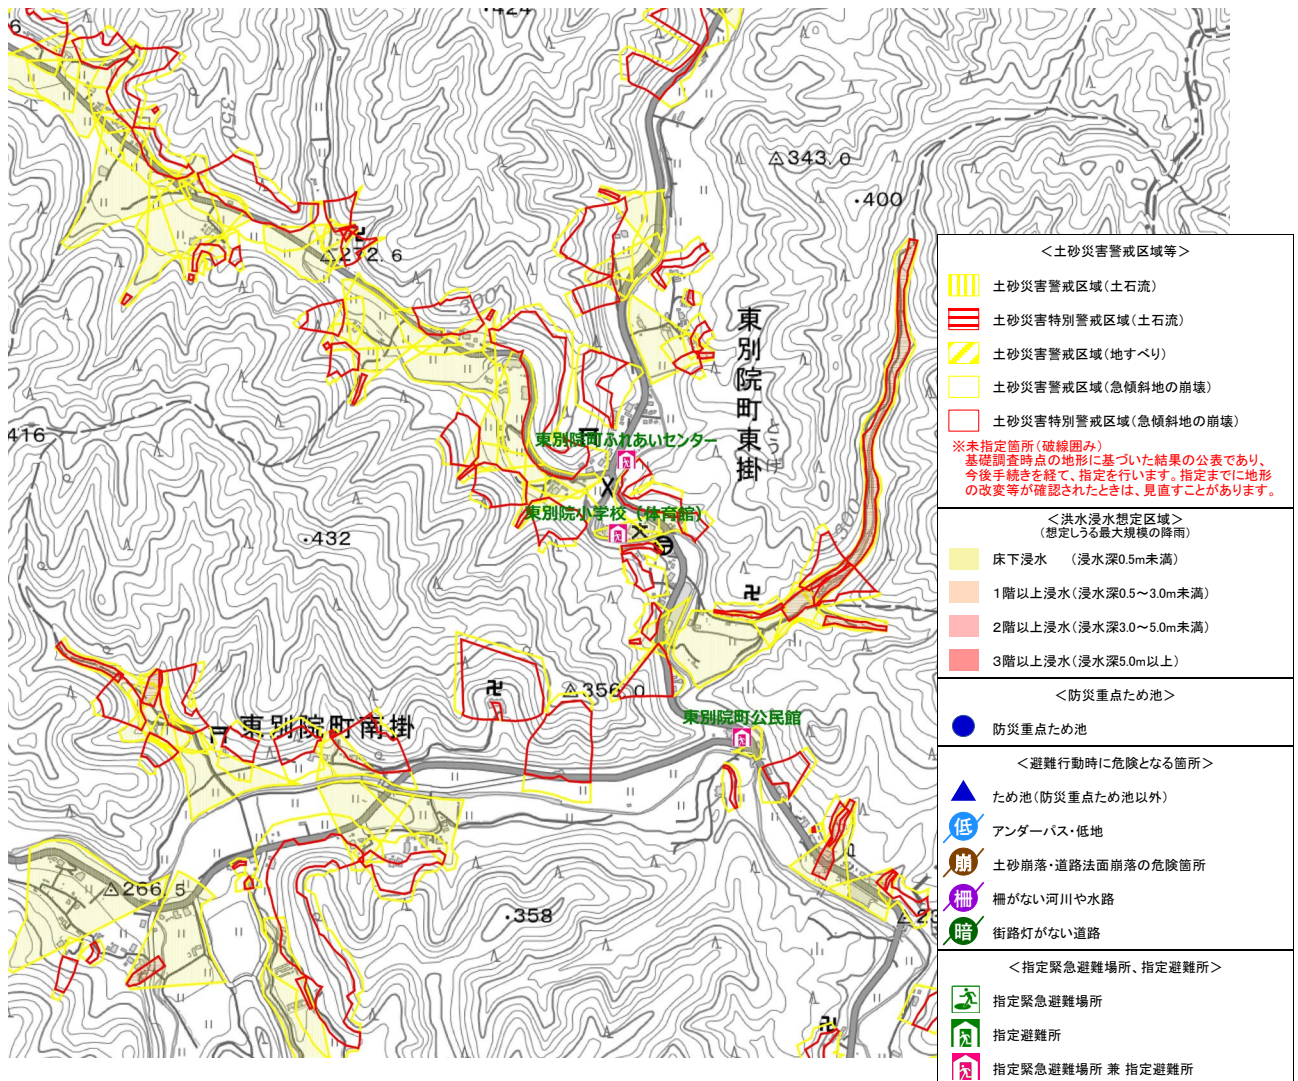 424
6
350
△343.0
・400
△272.6
300
東別院町東掛
とうげ
416
東別院町ふれあいセンター
東別院小学校（体育館）
・432
300
△356.0
東別院町南掛
東別院町公民館
△266.5
・358
＜土砂災害警戒区域等＞
土砂災害警戒区域（土石流）
土砂災害特別警戒区域（土石流）
土砂災害警戒区域（地すべり）
土砂災害警戒区域（急傾斜地の崩壊）
土砂災害特別警戒区域（急傾斜地の崩壊）
※未指定箇所（破線囲み）
基礎調査時点の地形に基づいた結果の公表であり、
今後手続きを経て、指定を行います。指定までに地形
の改変等が確認されたときは、見直すことがあります。
＜洪水浸水想定区域＞
（想定しうる最大規模の降雨）
床下浸水　（浸水深0.5m未満）
1階以上浸水（浸水深0.5～3.0m未満）
2階以上浸水（浸水深3.0～5.0m未満）
3階以上浸水（浸水深5.0m以上）
＜防災重点ため池＞
防災重点ため池
＜避難行動時に危険となる箇所＞
ため池（防災重点ため池以外）
低 アンダーパス・低地
崩 土砂崩落・道路法面崩落の危険箇所
柵 柵がない河川や水路
暗 街路灯がない道路
＜指定緊急避難場所、指定避難所＞
指定緊急避難場所
指定避難所
指定緊急避難場所 兼 指定避難所